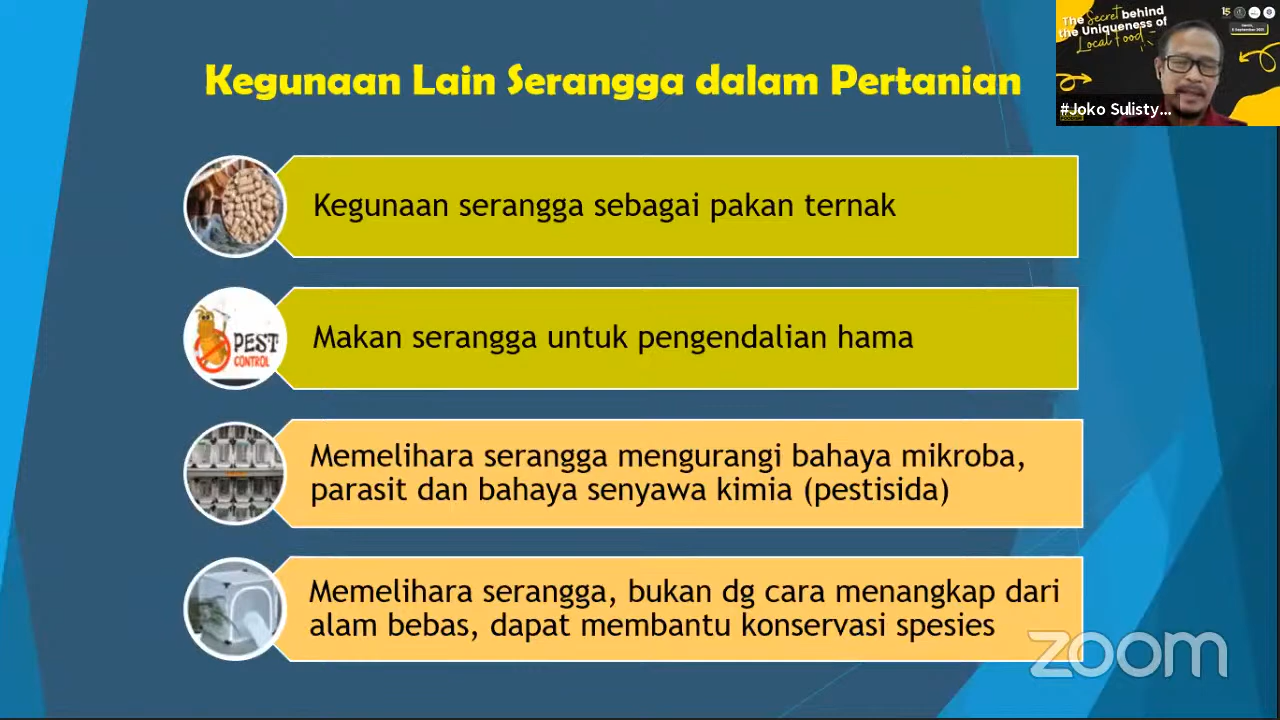 Kegunaan Lain Serangga dalam Pertanian
The Secret behind
the Uniqueness of
Local Food
15
#Joko Sulisty...
Kegunaan serangga sebagai pakan ternak
PEST
CONTROL
Makan serangga untuk pengendalian hama
Memelihara serangga mengurangi bahaya mikroba,
parasit dan bahaya senyawa kimia (pestisida)
Memelihara serangga, bukan dg cara menangkap dari
alam bebas, dapat membantu konservasi spesies
zoom